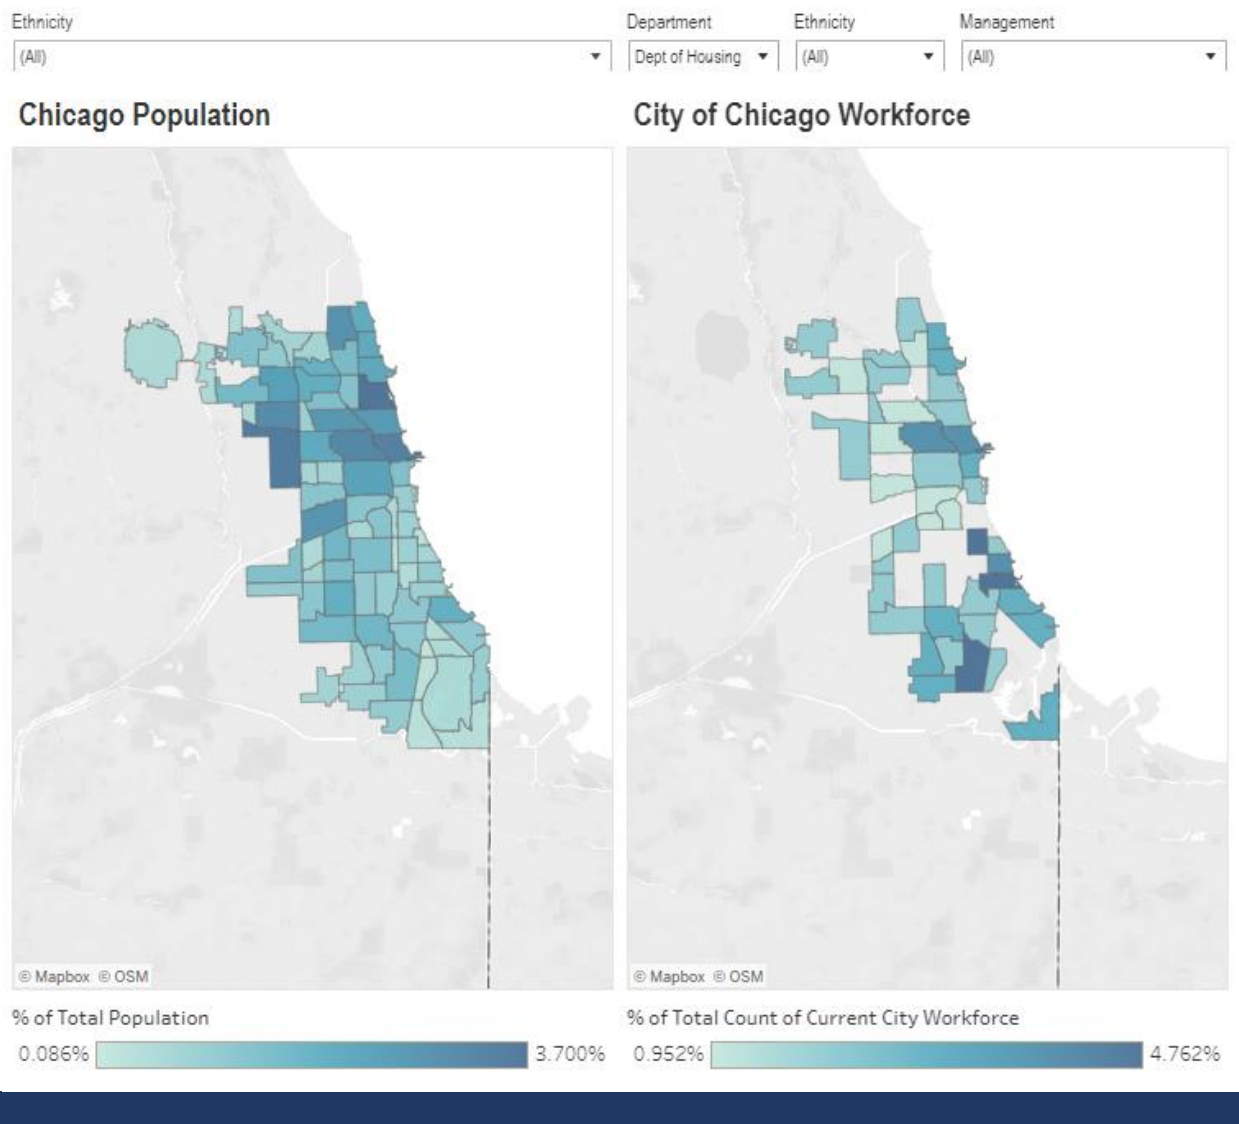 Ethnicity
(All)
Department
Dept of Housing
Ethnicity
(All)
Management
(All)
Chicago Population
City of Chicago Workforce
© Mapbox © OSM
© Mapbox © OSM
% of Total Population
0.086%
3.700%
% of Total Count of Current City Workforce
0.952%
4.762%